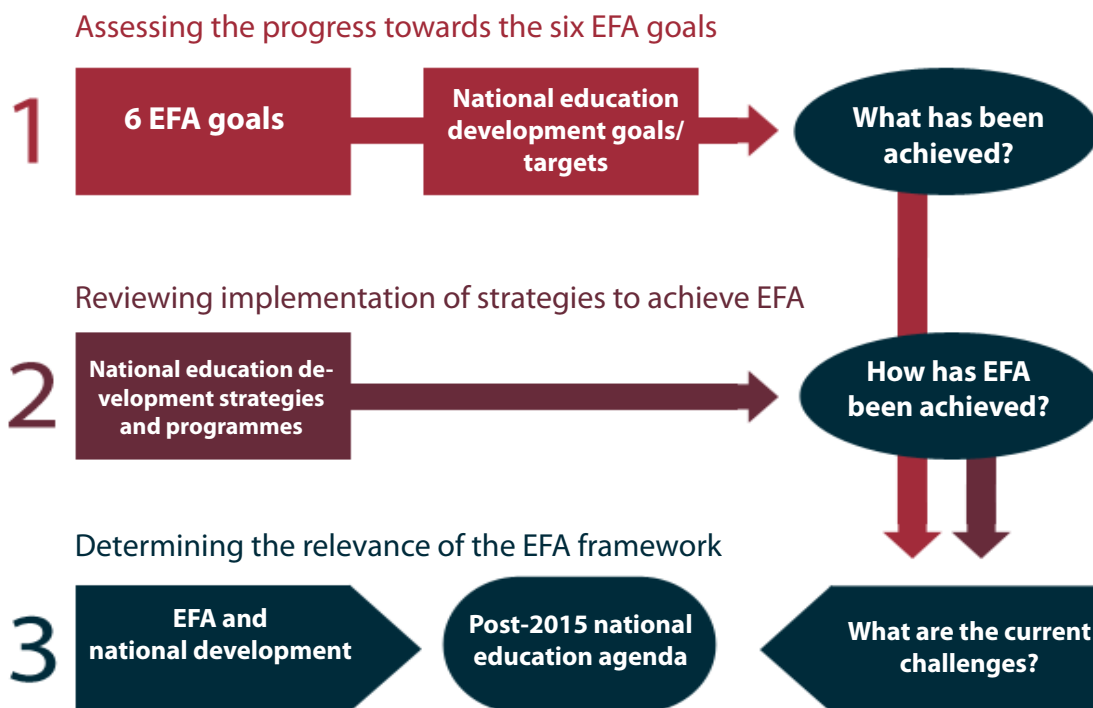 Assessing the progress towards the six EFA goals
1
6 EFA goals
National education
development goals/
targets
What has been
achieved?
Reviewing implementation of strategies to achieve EFA
2
National education de-
velopment strategies
and programmes
How has EFA
been achieved?
Determining the relevance of the EFA framework
3
EFA and
national development
Post-2015 national
education agenda
What are the current
challenges?